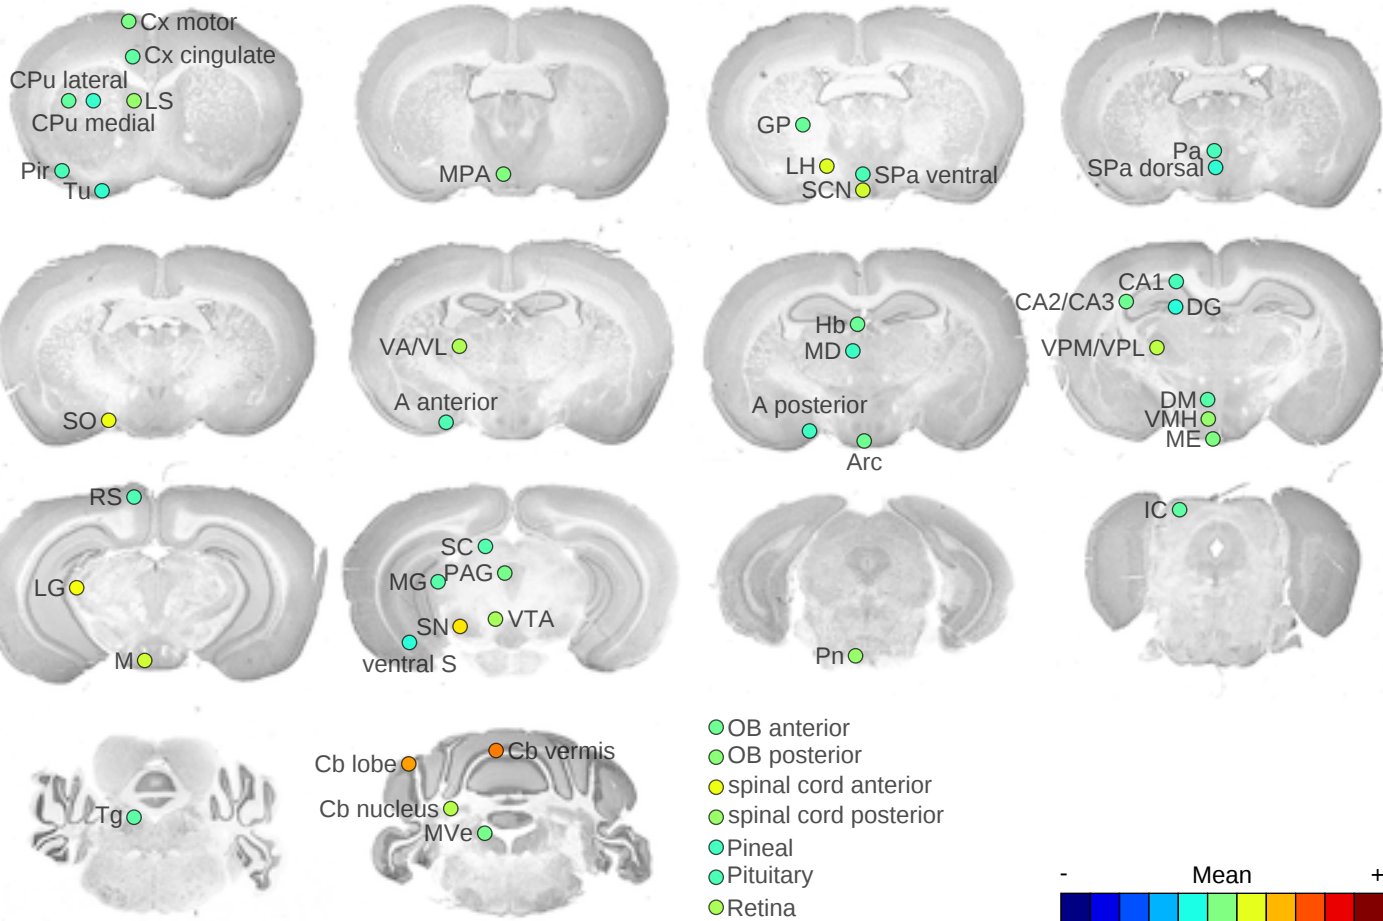 Cx motor
Cx cingulate
CPu lateral
LS
CPu medial
Pir
Tu
MPA
GP
LH
SPa ventral
SCN
Pa
SPa dorsal
SO
VA/VL
A anterior
Hb
MD
A posterior
Arc
CA1
CA2/CA3
DG
VPM/VPL
DM
VMH
ME
RS
LG
M
SC
PAG
MG
VTA
SN
ventral S
Pn
IC
Tg
Cb vermis
Cb lobe
Cb nucleus
MVe
OB anterior
OB posterior
spinal cord anterior
spinal cord posterior
Pineal
Pituitary
Retina
- Mean +